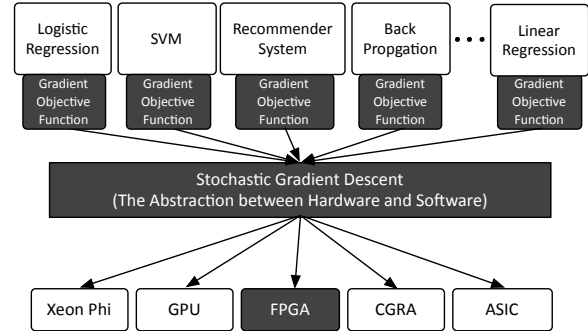 Logistic
Regression
SVM
Recommender
System
Back
Propgation
Linear
Regression
Gradient
Objective
Function
Gradient
Objective
Function
Gradient
Objective
Function
Gradient
Objective
Function
Gradient
Objective
Function
Stochastic Gradient Descent
(The Abstraction between Hardware and Software)
Xeon Phi
GPU
FPGA
CGRA
ASIC